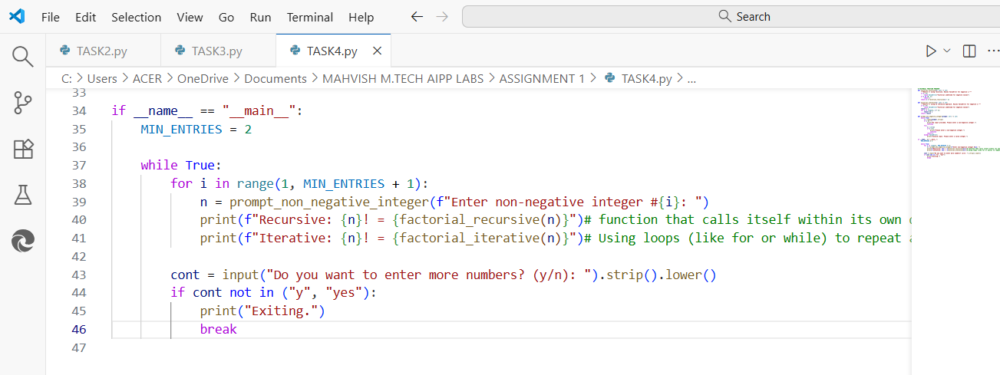 File Edit Selection View Go Run Terminal Help Search
TASK2.py TASK3.py TASK4.py
C: > Users > ACER > OneDrive > Documents > MAHVISH M.TECH AIPP LABS > ASSIGNMENT 1 > TASK4.py > ...
33
34 if __name__ == "__main__":
35     MIN_ENTRIES = 2
36
37     while True:
38         for i in range(1, MIN_ENTRIES + 1):
39             n = prompt_non_negative_integer(f"Enter non-negative integer #{i}: ")
40             print(f"Recursive: {n}! = {factorial_recursive(n)}")# function that calls itself within its own
41             print(f"Iterative: {n}! = {factorial_iterative(n)}")# Using loops (like for or while) to repeat
42
43         cont = input("Do you want to enter more numbers? (y/n): ").strip().lower()
44         if cont not in ("y", "yes"):
45             print("Exiting.")
46             break
47